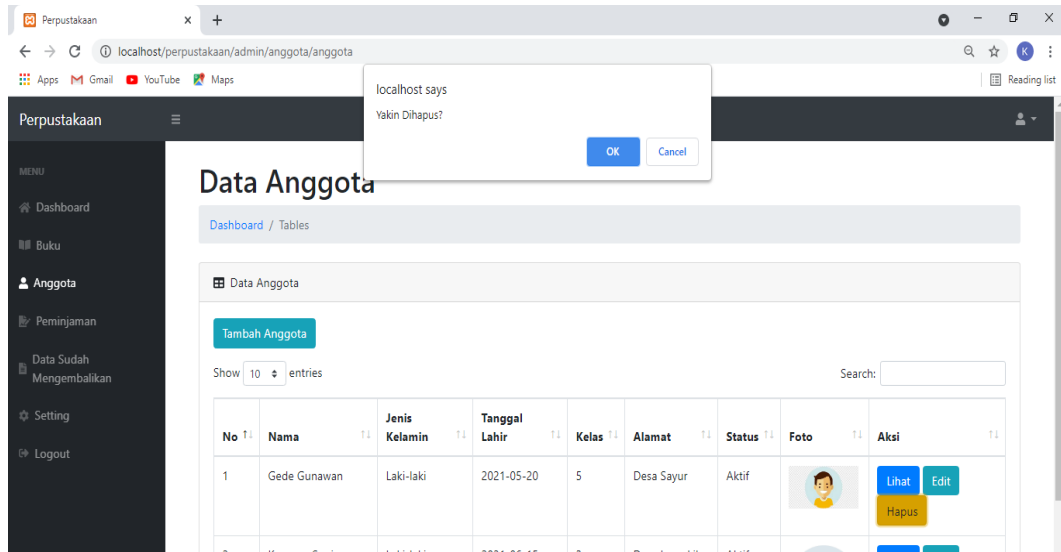 Perpustakaan
localhost/perpustakaan/admin/anggota/anggota
K
Apps Gmail YouTube Maps Reading list
localhost says
Yakin Dihapus?
OK Cancel
Perpustakaan
MENU
Dashboard
Buku
Anggota
Peminjaman
Data Sudah
Mengembalikan
Setting
Logout
Data Anggota
Dashboard / Tables
Data Anggota
Tambah Anggota
Show 10 entries Search:
No Nama Jenis Kelamin Tanggal Lahir Kelas Alamat Status Foto Aksi
1 Gede Gunawan Laki-laki 2021-05-20 5 Desa Sayur Aktif Lihat Edit
Hapus